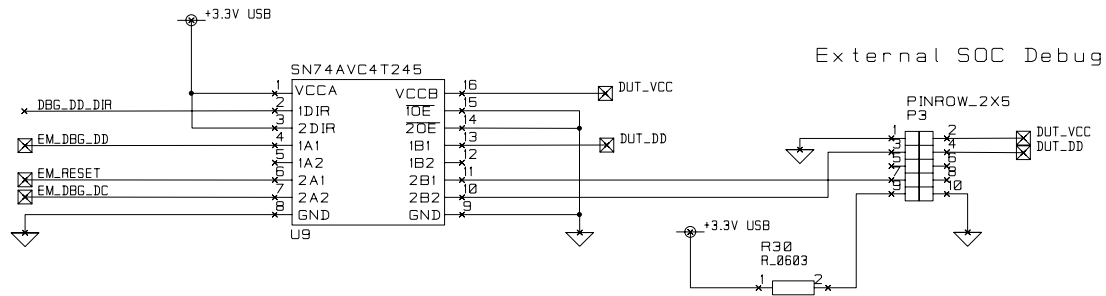 +3.3V USB
External SOC Debug
SN74AVC4T245
1 VCCA VCCB 16 DUT_VCC
DBG_DD_DIR 2 1DIR 1OE 15
3 2DIR 2OE 14
EM_DBG_DD 4 1A1 1B1 13 DUT_DD
5 1A2 1B2 12
EM_RESET 6 2A1 2B1 11
EM_DBG_DC 7 2A2 2B2 10
8 GND GND 9
U9
PINROW_2X5
P3
1 2 DUT_VCC
3 4 DUT_DD
5 6
7 8
9 10
+3.3V USB
R30
R_0603
1 2